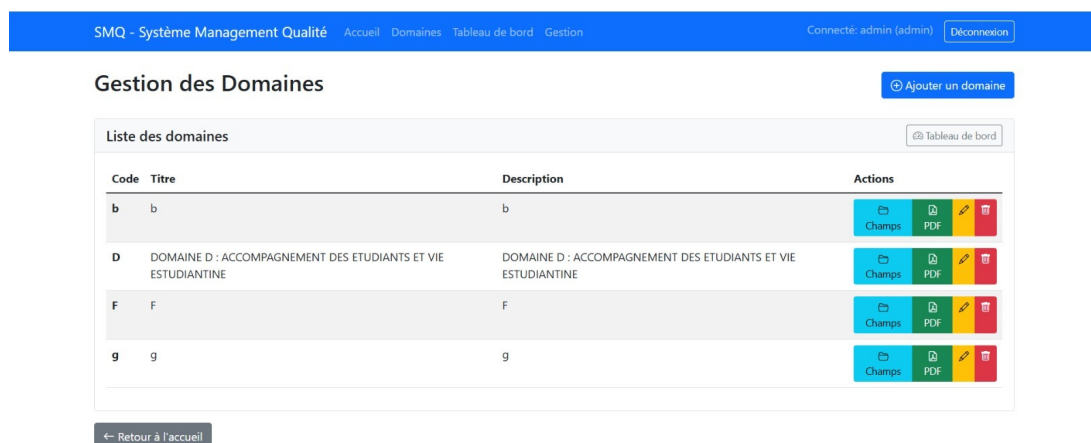 SMQ - Système Management Qualité Accueil Domaines Tableau de bord Gestion Connecté: admin (admin) Déconnexion
Gestion des Domaines Ajouter un domaine
Liste des domaines Tableau de bord
Code Titre Description Actions
b b b Champs PDF
D DOMAINE D : ACCOMPAGNEMENT DES ETUDIANTS ET VIE DOMAINE D : ACCOMPAGNEMENT DES ETUDIANTS ET VIE
ESTUDIANTINE ESTUDIANTINE Champs PDF
F F F Champs PDF
g g g Champs PDF
← Retour à l'accueil